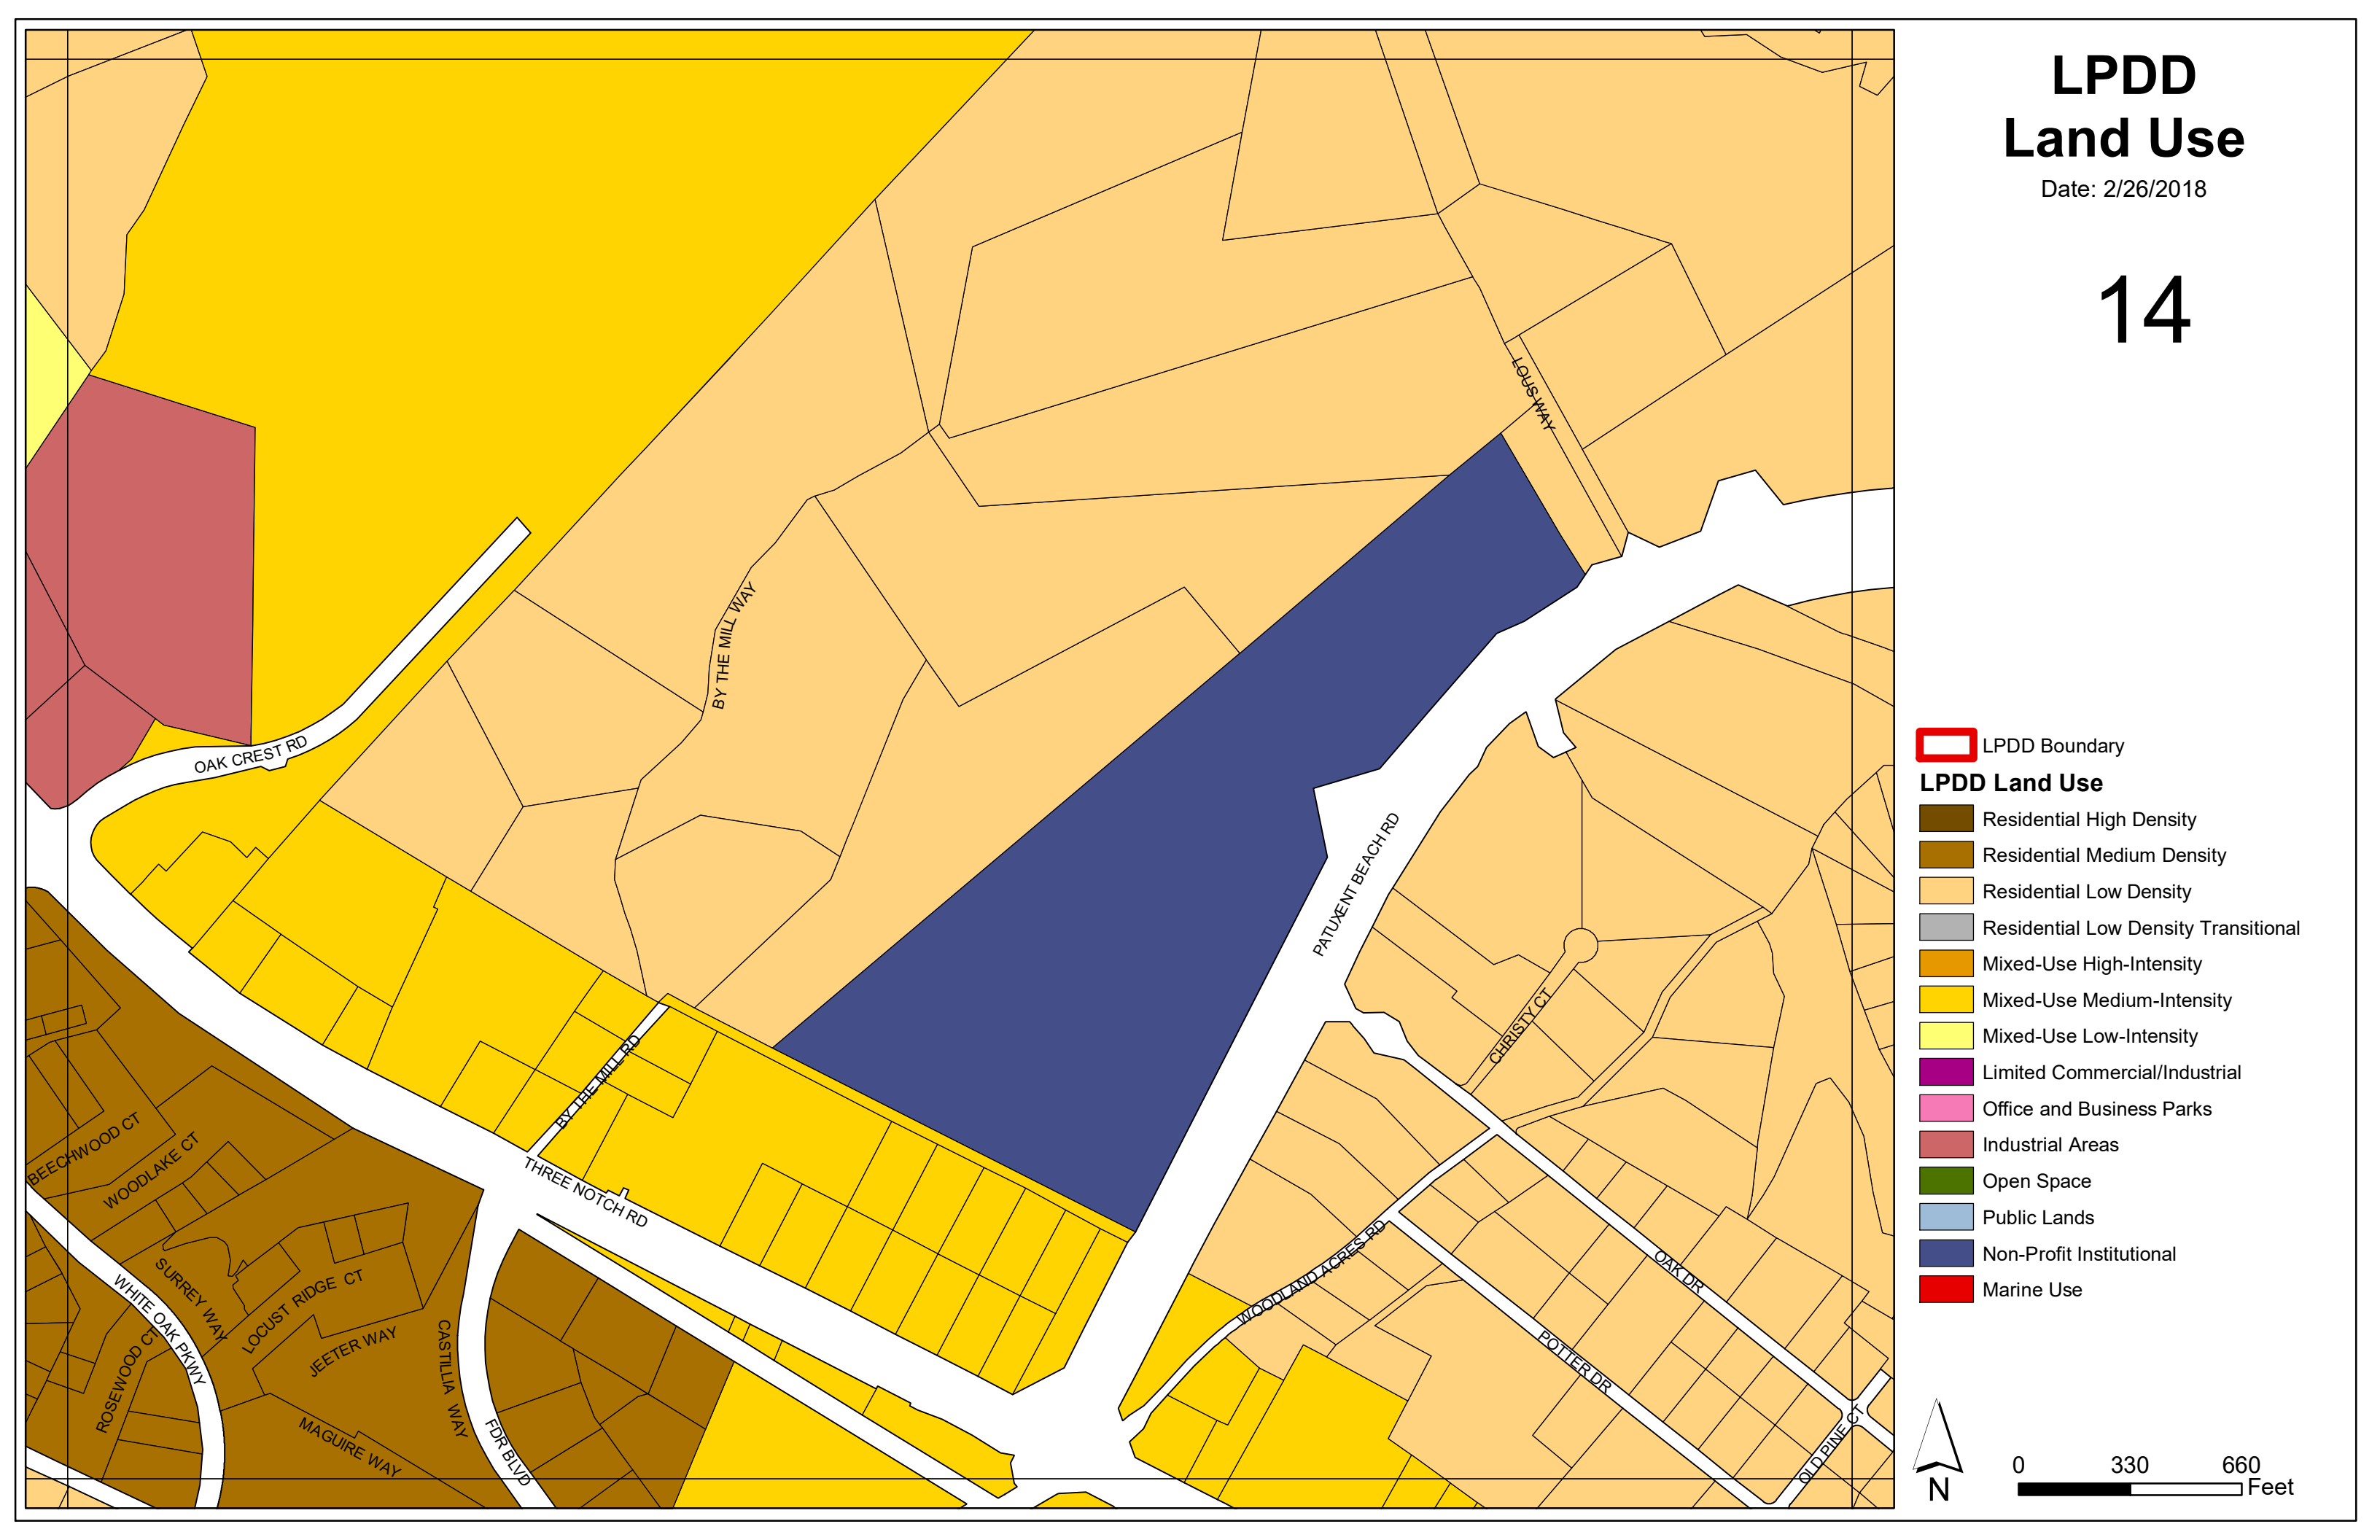 LPDD
Land Use
Date: 2/26/2018
14
LOUS WAY
BY THE MILL WAY
OAK CREST RD
PATUXENT BEACH RD
CHRISTY CT
BY THE MILL RD
THREE NOTCH RD
BEECHWOOD CT
WOODLAKE CT
SURREY WAY
LOCUST RIDGE CT
WHITE OAK PKWY
JEETER WAY
ROSEWOOD CT
MAGUIRE WAY
CASTILLIA WAY
FDR BLVD
WOODLAND ACRES RD
OAK DR
POTTER DR
OLD PINE CT
LPDD Boundary
LPDD Land Use
Residential High Density
Residential Medium Density
Residential Low Density
Residential Low Density Transitional
Mixed-Use High-Intensity
Mixed-Use Medium-Intensity
Mixed-Use Low-Intensity
Limited Commercial/Industrial
Office and Business Parks
Industrial Areas
Open Space
Public Lands
Non-Profit Institutional
Marine Use
N
0 330 660
Feet